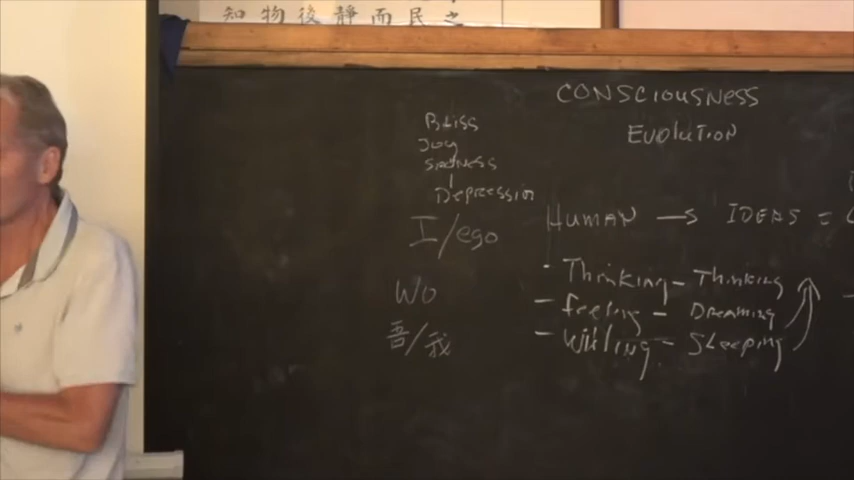 知物後靜而民之
CONSCIOUSNESS
EVOLUTION
BLISS
JOY
SADNESS
DEPRESSION
I/ego
HUMAN → IDEAS =
- Thinking - Thinking
- feeling - DREAMING
- Willing - SLeeping
WO
吾/我